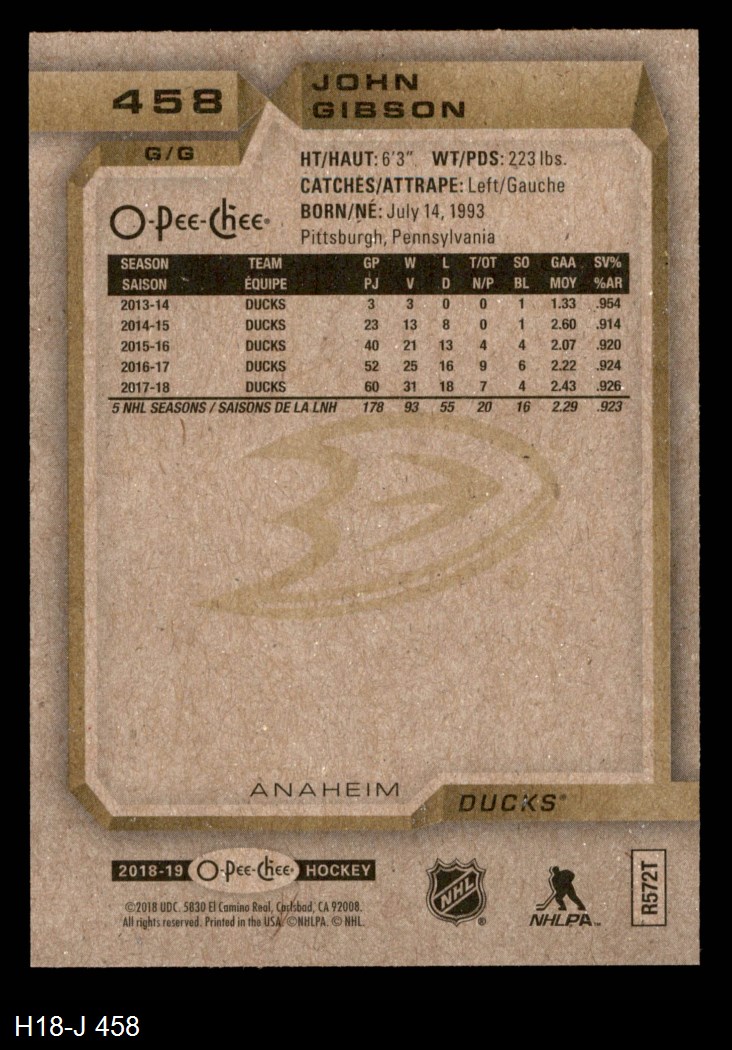 458
JOHN
GIBSON
G/G
HT/HAUT: 6'3" WT/PDS: 223 lbs.
CATCHES/ATTRAPE: Left/Gauche
BORN/NÉ: July 14, 1993
Pittsburgh, Pennsylvania
O-Pee-Chee®
SEASON TEAM GP W L T/OT SO GAA SV%
SAISON ÉQUIPE PJ V D N/P BL MOY %AR
2013-14 DUCKS 3 3 0 0 1 1.33 .954
2014-15 DUCKS 23 13 8 0 1 2.60 .914
2015-16 DUCKS 40 21 13 4 4 2.07 .920
2016-17 DUCKS 52 25 16 9 6 2.22 .924
2017-18 DUCKS 60 31 18 7 4 2.43 .926
5 NHL SEASONS / SAISONS DE LA LNH 178 93 55 20 16 2.29 .923
ANAHEIM
DUCKS®
2018-19 O-Pee-Chee® HOCKEY
©2018 UDC. 5830 El Camino Real, Carlsbad, CA 92008.
All rights reserved. Printed in the USA. ©NHLPA. © NHL.
NHL®
NHLPA™
R572T
H18-J 458